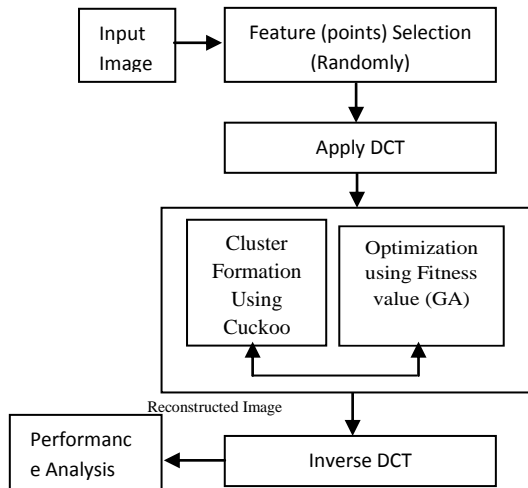 Input
Image
Feature (points) Selection
(Randomly)
Apply DCT
Cluster
Formation
Using
Cuckoo
Optimization
using Fitness
value (GA)
Reconstructed Image
Performanc
e Analysis
Inverse DCT